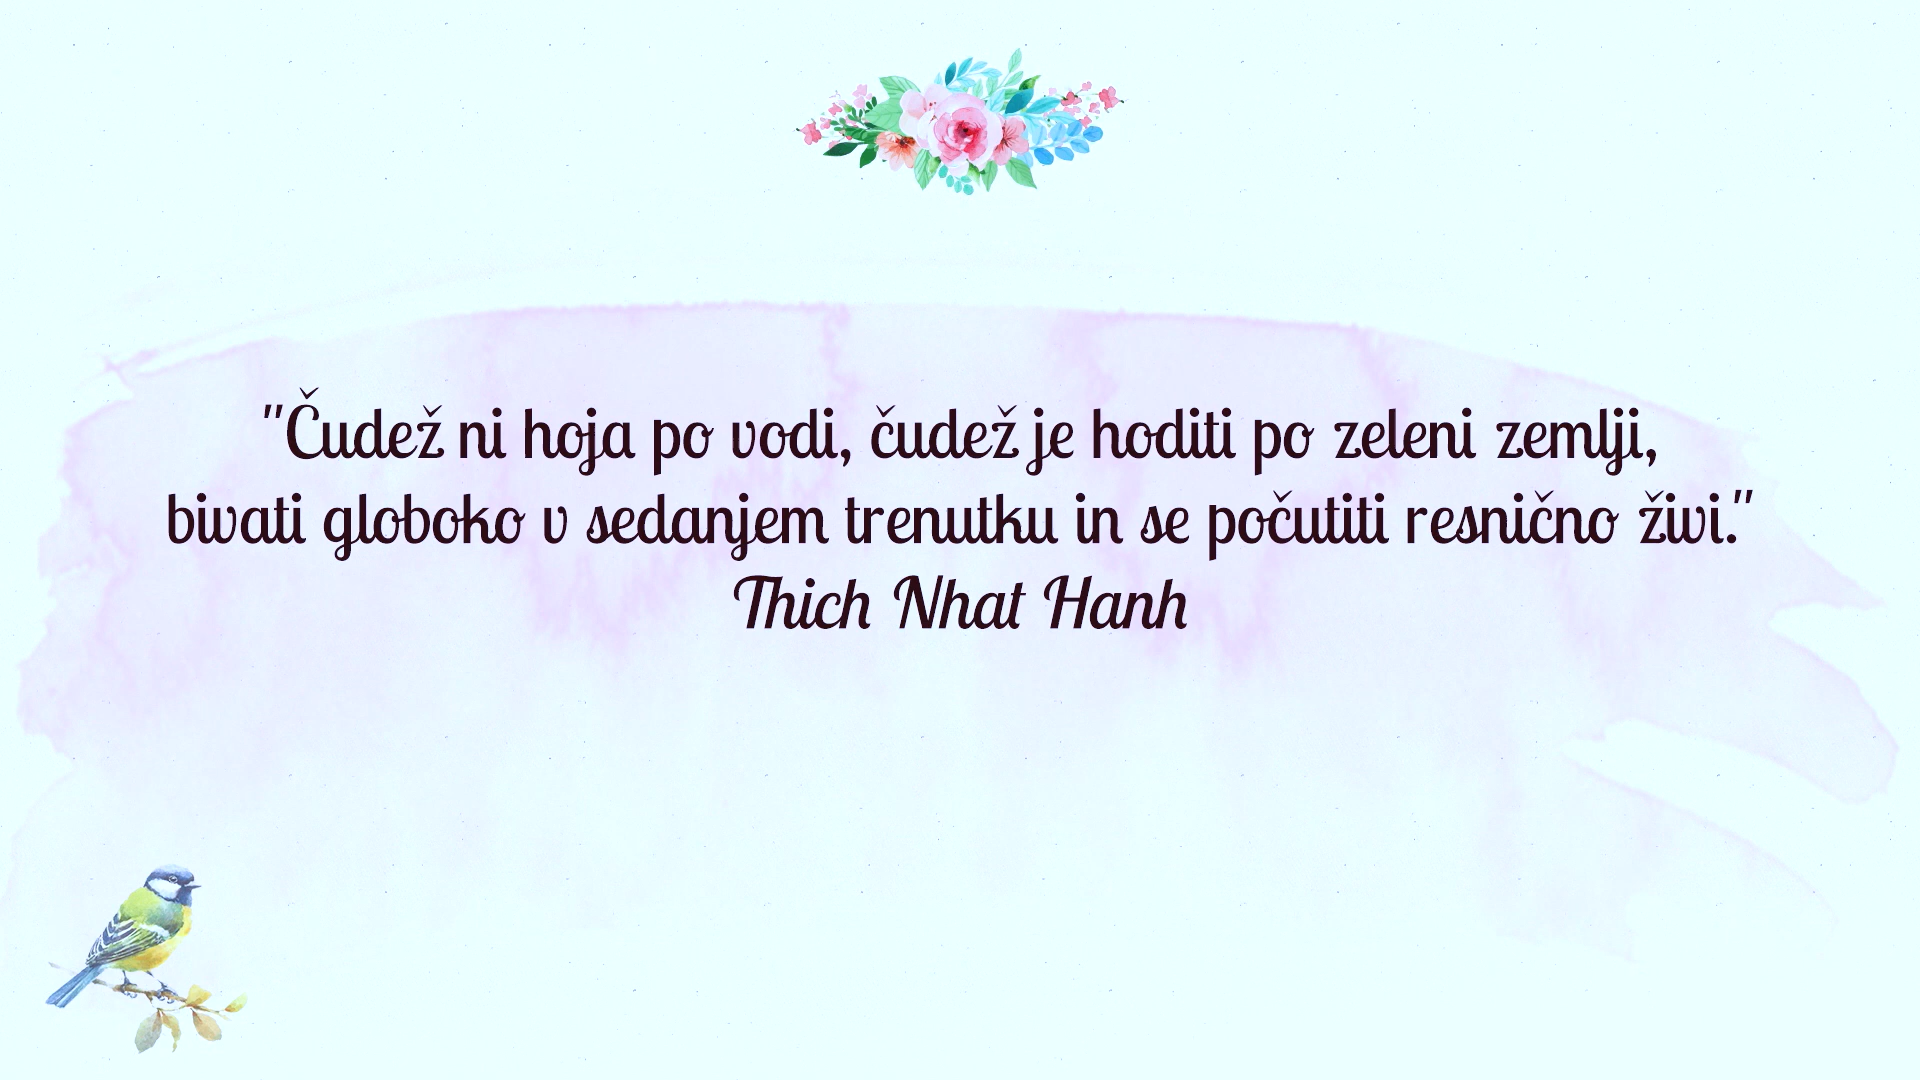 "Čudež ni hoja po vodi, čudež je hoditi po zeleni zemlji,
bivati globoko v sedanjem trenutku in se počutiti resnično živi."
Thich Nhat Hanh